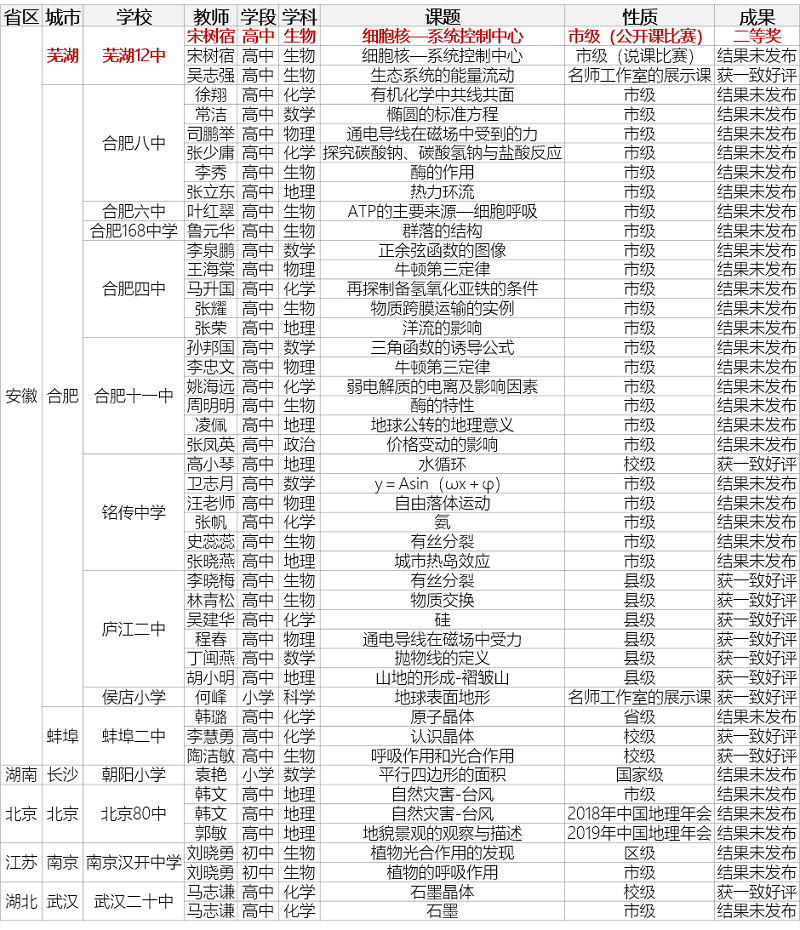 省区 城市 学校 教师 学段 学科 课题 性质 成果
宋树宿 高中 生物 细胞核—系统控制中心 市级（公开课比赛） 二等奖
芜湖 芜湖12中 宋树宿 高中 生物 细胞核—系统控制中心 市级（说课比赛） 结果未发布
吴志强 高中 生物 生态系统的能量流动 名师工作室的展示课 获一致好评
徐翔 高中 化学 有机化学中共线共面 市级 结果未发布
常洁 高中 数学 椭圆的标准方程 市级 结果未发布
司鹏举 高中 物理 通电导线在磁场中受到的力 市级 结果未发布
合肥八中 张少庸 高中 化学 探究碳酸钠、碳酸氢钠与盐酸反应 市级 结果未发布
李秀 高中 生物 酶的作用 市级 结果未发布
张立东 高中 地理 热力环流 市级 结果未发布
合肥六中 叶红翠 高中 生物 ATP的主要来源—细胞呼吸 市级 结果未发布
合肥168中学 鲁元华 高中 生物 群落的结构 市级 结果未发布
李泉鹏 高中 数学 正余弦函数的图像 市级 结果未发布
王海棠 高中 物理 牛顿第三定律 市级 结果未发布
合肥四中 马升国 高中 化学 再探制备氢氧化亚铁的条件 市级 结果未发布
张耀 高中 生物 物质跨膜运输的实例 市级 结果未发布
张荣 高中 地理 洋流的影响 市级 结果未发布
孙邦国 高中 数学 三角函数的诱导公式 市级 结果未发布
李忠文 高中 物理 牛顿第三定律 市级 结果未发布
姚海远 高中 化学 弱电解质的电离及影响因素 市级 结果未发布
安徽 合肥 合肥十一中 周明明 高中 生物 酶的特性 市级 结果未发布
凌佩 高中 地理 地球公转的地理意义 市级 结果未发布
张凤英 高中 政治 价格变动的影响 市级 结果未发布
高小琴 高中 地理 水循环 校级 获一致好评
卫志月 高中 数学 y＝Asin（ωx＋φ） 市级 结果未发布
汪老师 高中 物理 自由落体运动 市级 结果未发布
铭传中学 张帆 高中 化学 氨 市级 结果未发布
史蕊蕊 高中 生物 有丝分裂 市级 结果未发布
张晓燕 高中 地理 城市热岛效应 市级 结果未发布
李晓梅 高中 生物 有丝分裂 县级 获一致好评
林青松 高中 生物 物质交换 县级 获一致好评
吴建华 高中 化学 硅 县级 获一致好评
庐江二中 程春 高中 物理 通电导线在磁场中受力 县级 获一致好评
丁闽燕 高中 数学 抛物线的定义 县级 获一致好评
胡小明 高中 地理 山地的形成-褶皱山 县级 获一致好评
侯店小学 何峰 小学 科学 地球表面地形 名师工作室的展示课 获一致好评
韩璐 高中 化学 原子晶体 省级 结果未发布
蚌埠 蚌埠二中 李慧勇 高中 化学 认识晶体 校级 获一致好评
陶洁敏 高中 生物 呼吸作用和光合作用 校级 获一致好评
湖南 长沙 朝阳小学 袁艳 小学 数学 平行四边形的面积 国家级 结果未发布
韩文 高中 地理 自然灾害-台风 市级 结果未发布
北京 北京 北京80中 韩文 高中 地理 自然灾害-台风 2018年中国地理年会 结果未发布
郭敏 高中 地理 地貌景观的观察与描述 2019年中国地理年会 结果未发布
江苏 南京 南京汉开中学 刘晓勇 初中 生物 植物光合作用的发现 区级 结果未发布
刘晓勇 初中 生物 植物的呼吸作用 市级 结果未发布
湖北 武汉 武汉二十中 马志谦 高中 化学 石墨晶体 校级 获一致好评
马志谦 高中 化学 石墨 市级 结果未发布